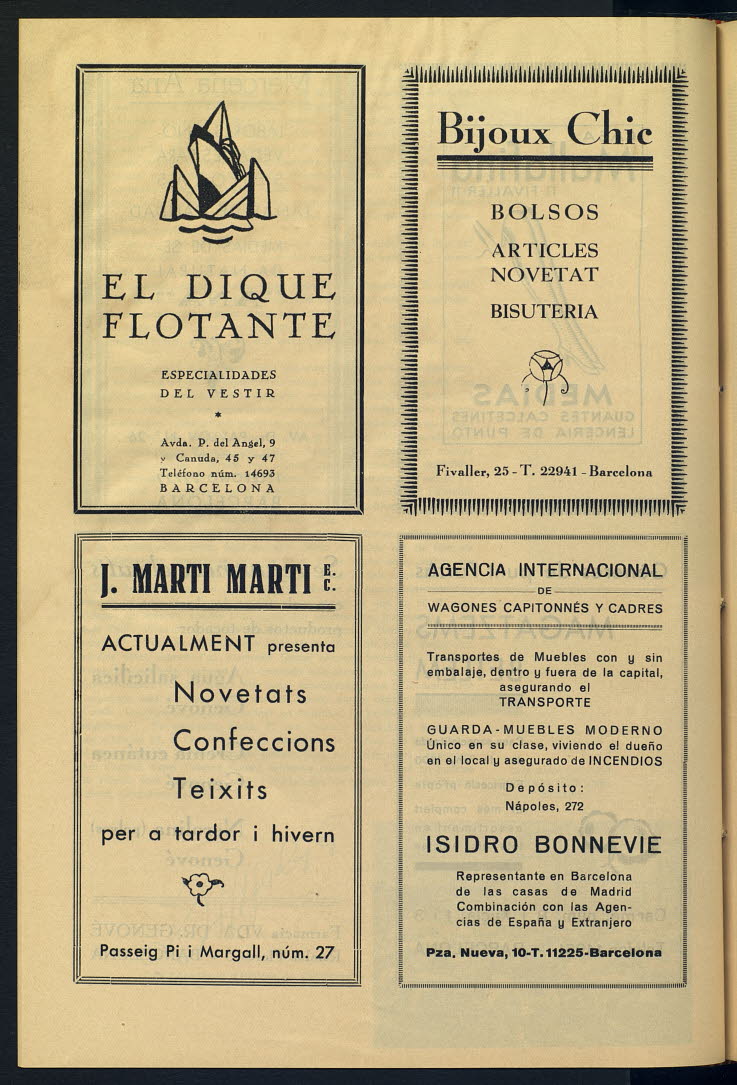 EL DIQUE
FLOTANTE
ESPECIALIDADES
DEL VESTIR
*
Avda. P. del Angel, 9
y Canuda, 45 y 47
Teléfono núm. 14693
BARCELONA
Bijoux Chic
BOLSOS
ARTICLES
NOVETAT
BISUTERIA
Fivaller, 25 - T. 22941 - Barcelona
J. MARTI MARTI E. C.
ACTUALMENT presenta
Novetats
Confeccions
Teixits
per a tardor i hivern
Passeig Pi i Margall, núm. 27
AGENCIA INTERNACIONAL
DE
WAGONES CAPITONNÉS Y CADRES
Transportes de Muebles con y sin
embalaje, dentro y fuera de la capital,
asegurando el
TRANSPORTE
GUARDA-MUEBLES MODERNO
Único en su clase, viviendo el dueño
en el local y asegurado de INCENDIOS
Depósito:
Nápoles, 272
ISIDRO BONNEVIE
Representante en Barcelona
de las casas de Madrid
Combinación con las Agen-
cias de España y Extranjero
Pza. Nueva, 10-T. 11225-Barcelona